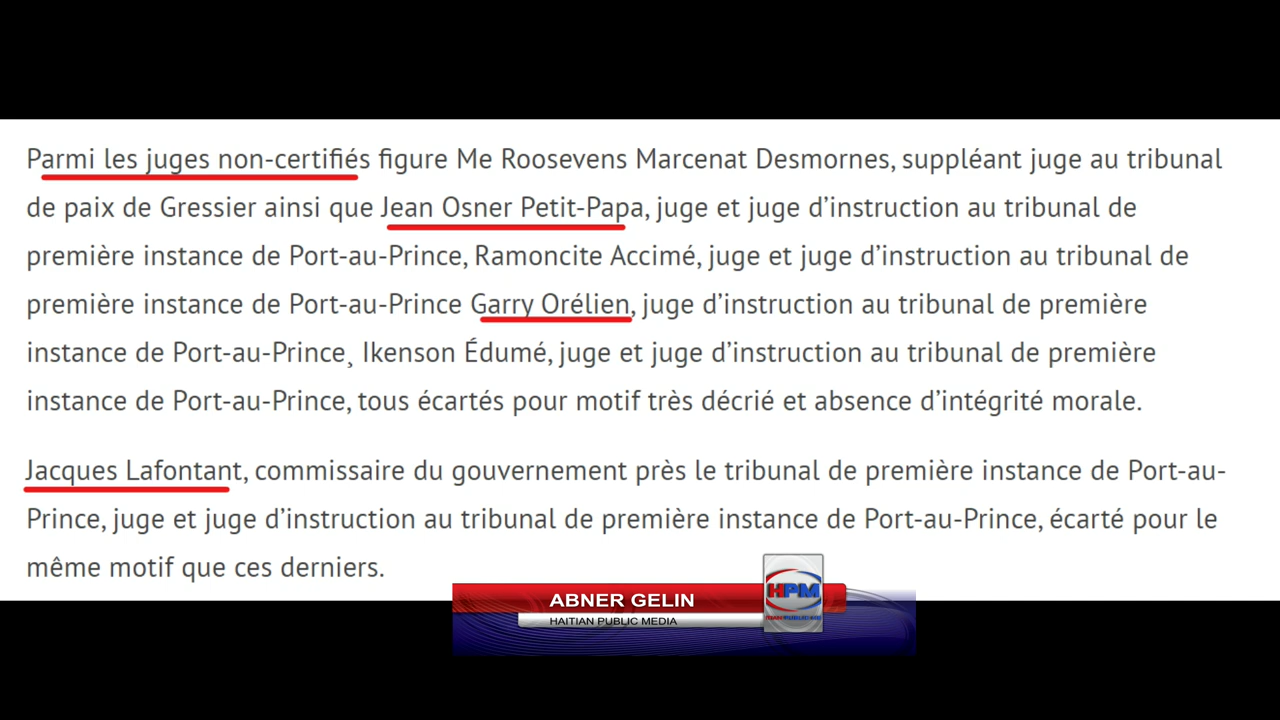 Parmi les juges non-certifiés figure Me Roosevens Marcenat Desmornes, suppléant juge au tribunal
de paix de Gressier ainsi que Jean Osner Petit-Papa, juge et juge d’instruction au tribunal de
première instance de Port-au-Prince, Ramoncite Accimé, juge et juge d’instruction au tribunal de
première instance de Port-au-Prince Garry Orélien, juge d’instruction au tribunal de première
instance de Port-au-Prince¸ Ikenson Édumé, juge et juge d’instruction au tribunal de première
instance de Port-au-Prince, tous écartés pour motif très décrié et absence d’intégrité morale.
Jacques Lafontant, commissaire du gouvernement près le tribunal de première instance de Port-au-
Prince, juge et juge d’instruction au tribunal de première instance de Port-au-Prince, écarté pour le
même motif que ces derniers.
ABNER GELIN
HAITIAN PUBLIC MEDIA
HPM